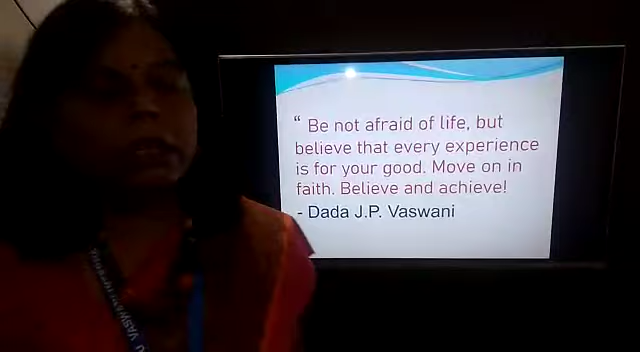 “ Be not afraid of life, but
believe that every experience
is for your good. Move on in
faith. Believe and achieve!
- Dada J.P. Vaswani
VASWANI